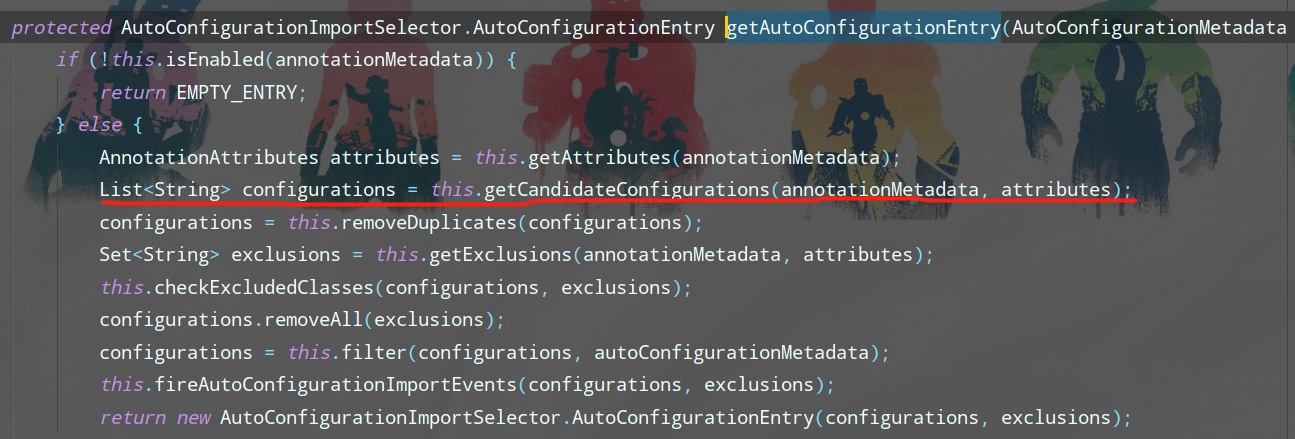 protected AutoConfigurationImportSelector.AutoConfigurationEntry getAutoConfigurationEntry(AutoConfigurationMetadata
if (!this.isEnabled(annotationMetadata)) {
return EMPTY_ENTRY;
} else {
AnnotationAttributes attributes = this.getAttributes(annotationMetadata);
List<String> configurations = this.getCandidateConfigurations(annotationMetadata, attributes);
configurations = this.removeDuplicates(configurations);
Set<String> exclusions = this.getExclusions(annotationMetadata, attributes);
this.checkExcludedClasses(configurations, exclusions);
configurations.removeAll(exclusions);
configurations = this.filter(configurations, autoConfigurationMetadata);
this.fireAutoConfigurationImportEvents(configurations, exclusions);
return new AutoConfigurationImportSelector.AutoConfigurationEntry(configurations, exclusions);